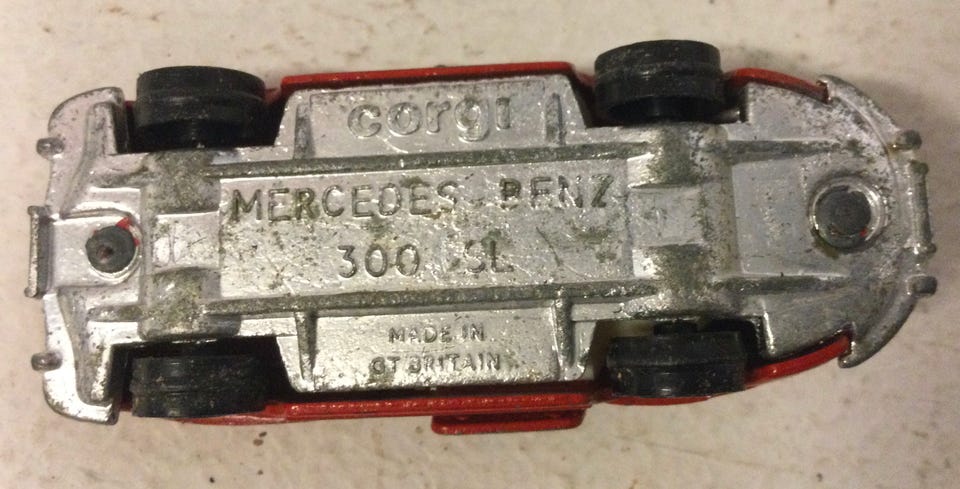 corgi
MERCEDES-BENZ
300 SL
MADE IN
GT BRITAIN